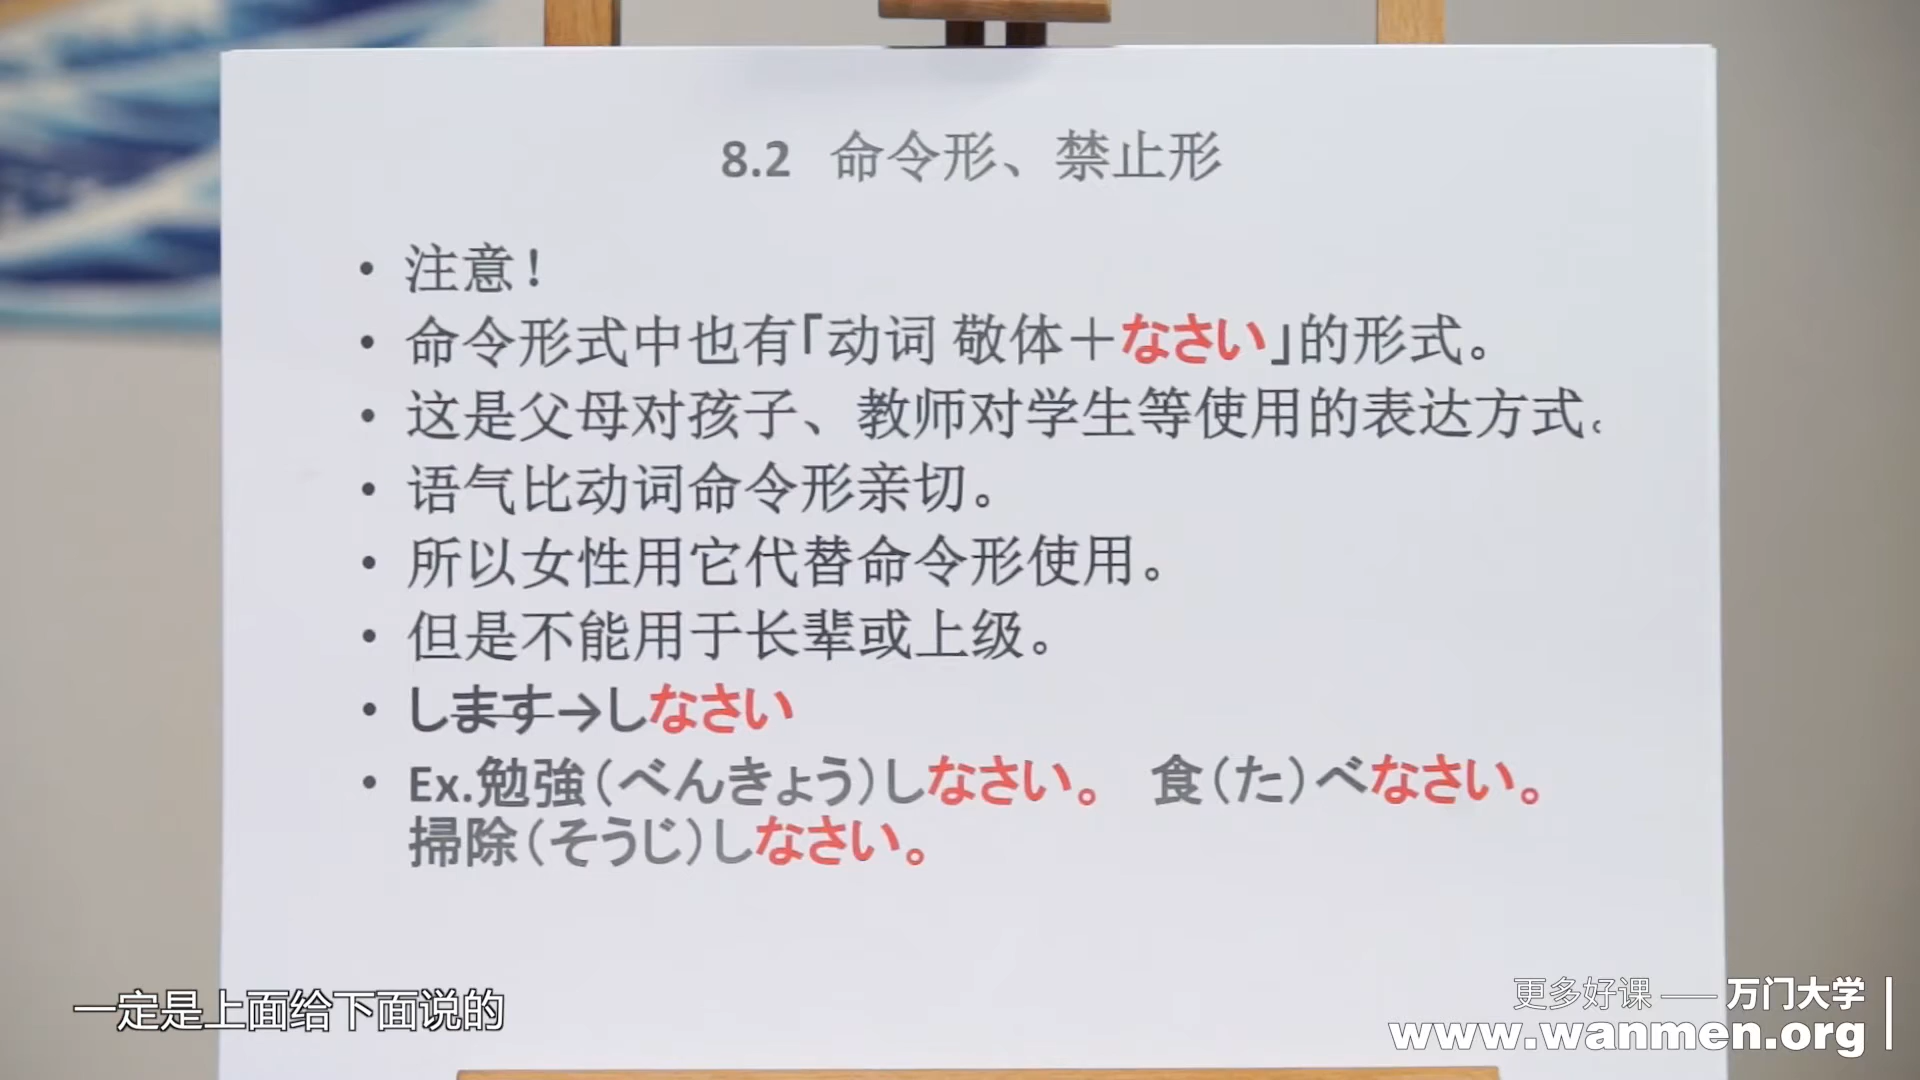 8.2 命令形、禁止形
• 注意！
• 命令形式中也有「动词 敬体＋なさい」的形式。
• 这是父母对孩子、教师对学生等使用的表达方式。
• 语气比动词命令形亲切。
• 所以女性用它代替命令形使用。
• 但是不能用于长辈或上级。
• します→しなさい
• Ex.勉強（べんきょう）しなさい。 食（た）べなさい。
掃除（そうじ）しなさい。
一定是上面给下面说的
更多好课 —— 万门大学
www.wanmen.org